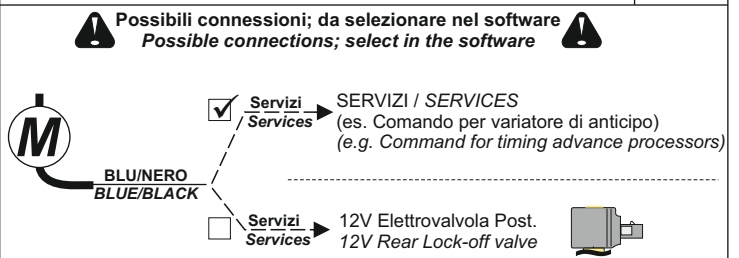 Possibili connessioni; da selezionare nel software
Possible connections; select in the software
Servizi
Services
SERVIZI / SERVICES
(es. Comando per variatore di anticipo)
(e.g. Command for timing advance processors)
M
BLU/NERO
BLUE/BLACK
Servizi
Services
12V Elettrovalvola Post.
12V Rear Lock-off valve